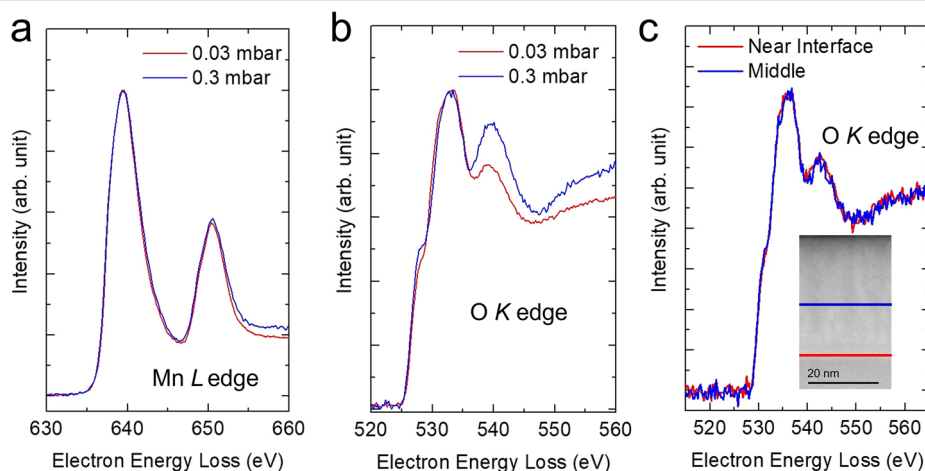 a
0.03 mbar
0.3 mbar
Intensity (arb. unit)
Mn L edge
630 640 650 660
Electron Energy Loss (eV)
b
0.03 mbar
0.3 mbar
Intensity (arb. unit)
O K edge
520 530 540 550 560
Electron Energy Loss (eV)
c
Near Interface
Middle
O K edge
Intensity (arb. unit)
20 nm
520 530 540 550 560
Electron Energy Loss (eV)